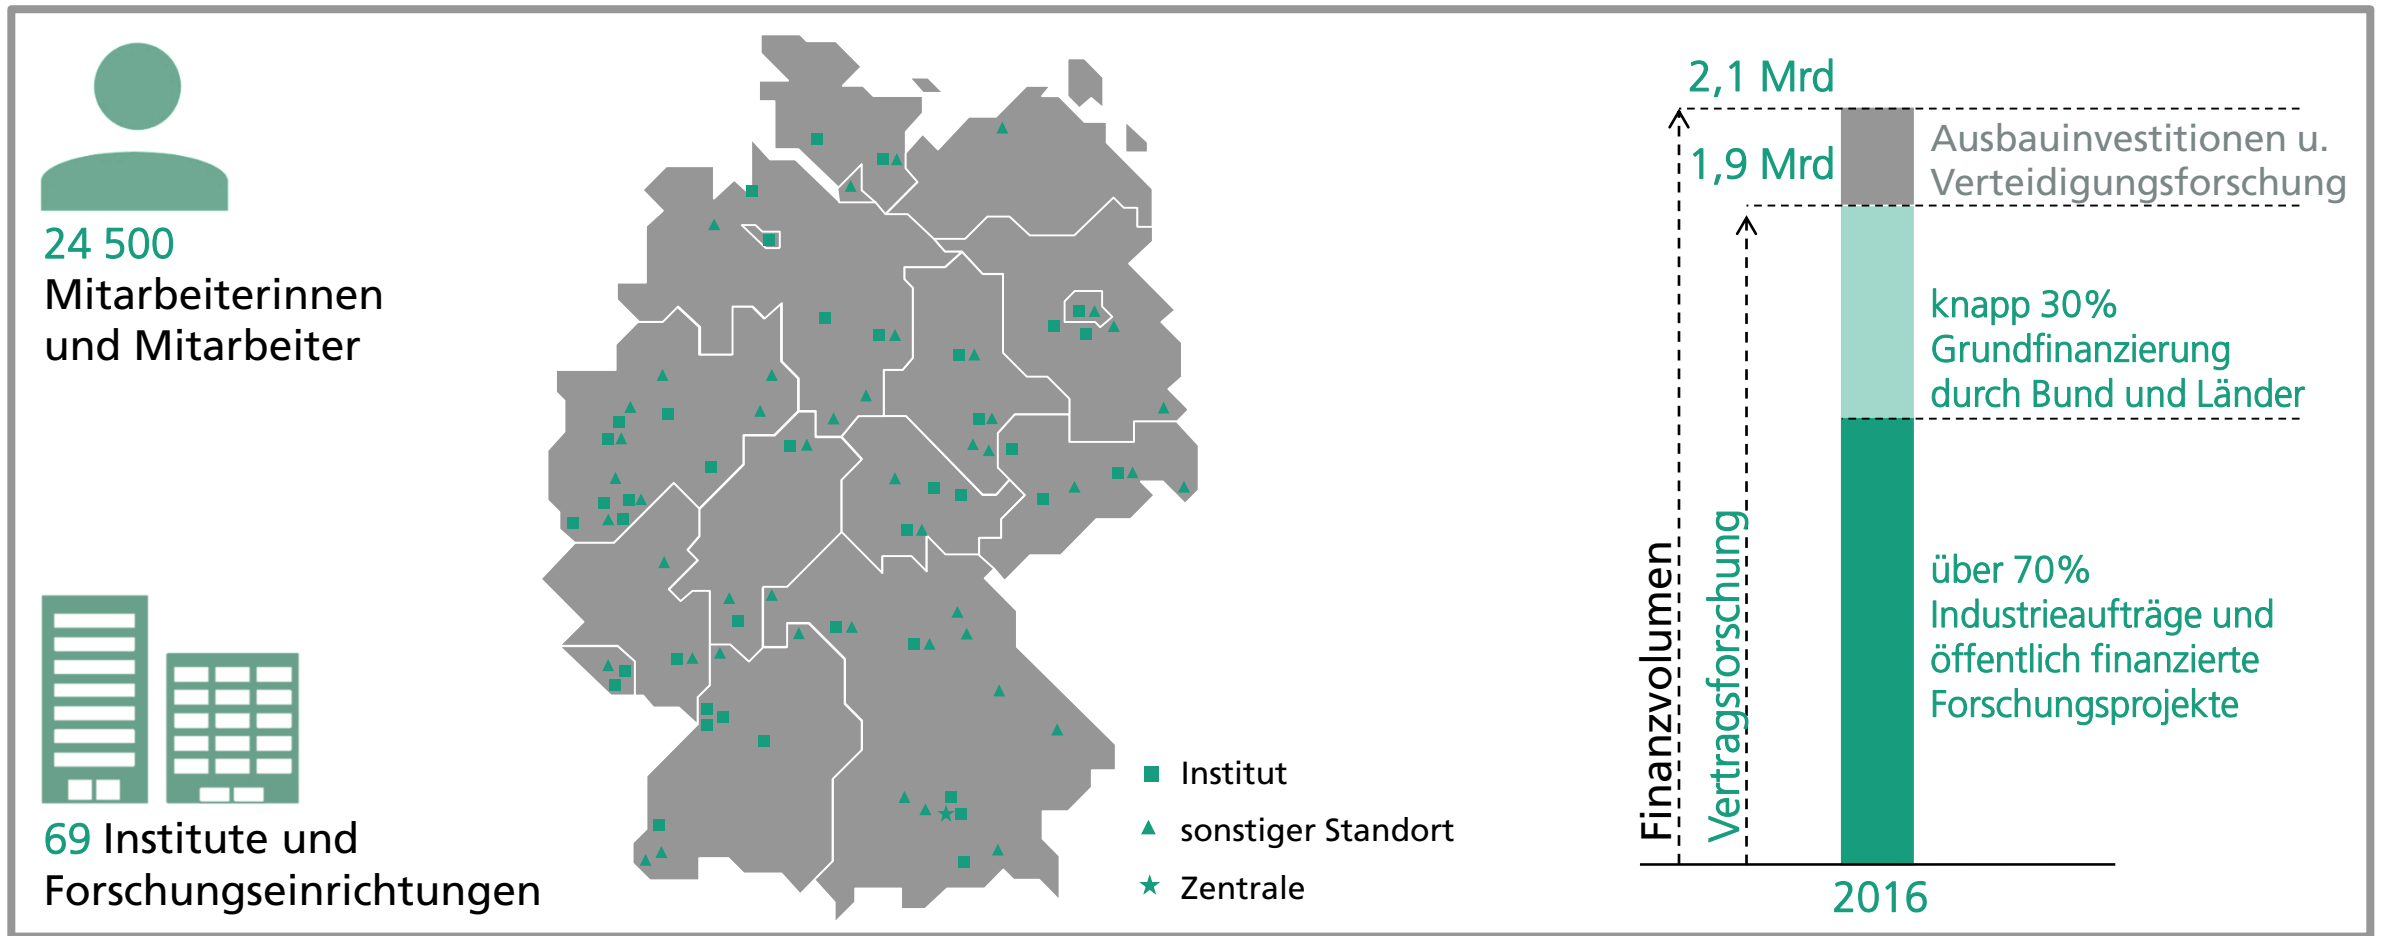 24 500
Mitarbeiterinnen
und Mitarbeiter
69 Institute und
Forschungseinrichtungen
Institut
sonstiger Standort
Zentrale
2,1 Mrd
1,9 Mrd
Finanzvolumen
Vertragsforschung
Ausbauinvestitionen u.
Verteidigungsforschung
knapp 30%
Grundfinanzierung
durch Bund und Länder
über 70%
Industrieaufträge und
öffentlich finanzierte
Forschungsprojekte
2016